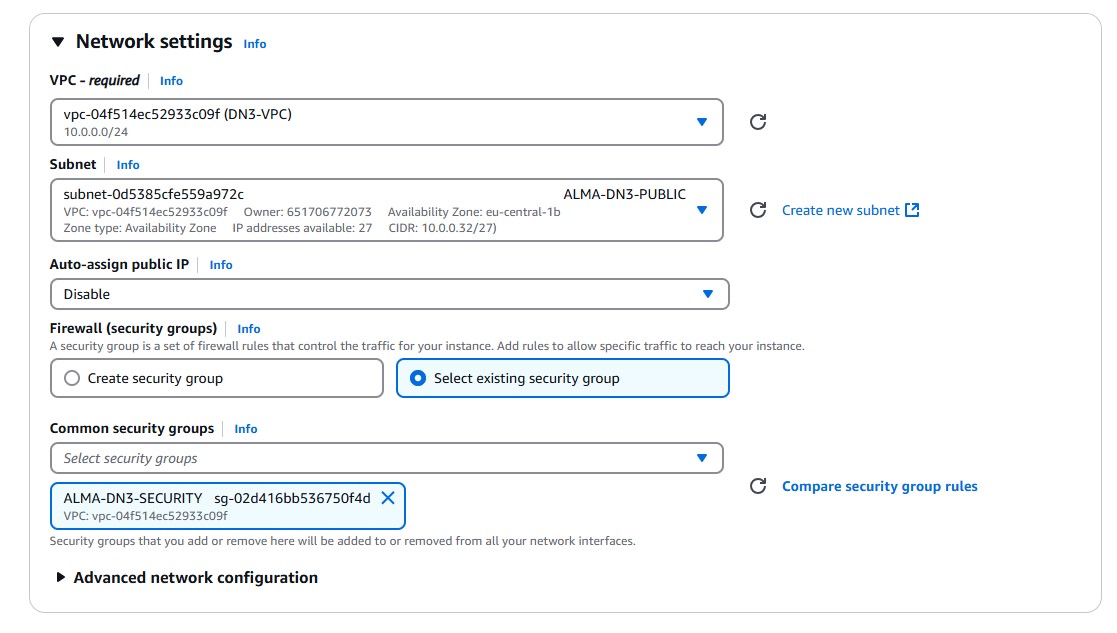 Network settings Info
VPC - required Info
vpc-04f514ec52933c09f (DN3-VPC)
10.0.0.0/24
Subnet Info
subnet-0d5385cfe559a972c ALMA-DN3-PUBLIC
VPC: vpc-04f514ec52933c09f Owner: 651706772073 Availability Zone: eu-central-1b
Zone type: Availability Zone IP addresses available: 27 CIDR: 10.0.0.32/27)
Create new subnet
Auto-assign public IP Info
Disable
Firewall (security groups) Info
A security group is a set of firewall rules that control the traffic for your instance. Add rules to allow specific traffic to reach your instance.
Create security group Select existing security group
Common security groups Info
Select security groups
ALMA-DN3-SECURITY sg-02d416bb536750f4d
VPC: vpc-04f514ec52933c09f
Compare security group rules
Security groups that you add or remove here will be added to or removed from all your network interfaces.
Advanced network configuration